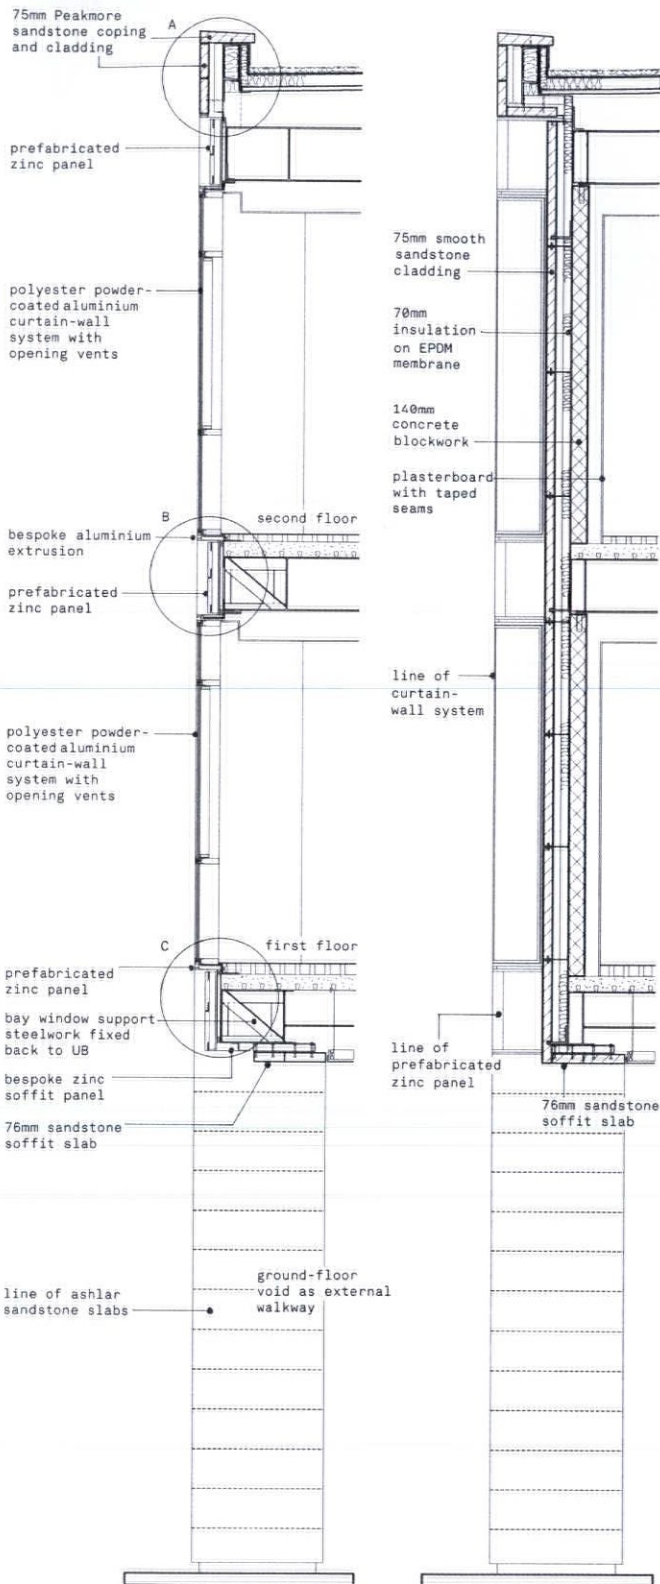 75mm Peakmore
sandstone coping
and cladding
A
prefabricated
zinc panel
polyester powder-
coated aluminium
curtain-wall
system with
opening vents
B
bespoke aluminium
extrusion
second floor
prefabricated
zinc panel
polyester powder-
coated aluminium
curtain-wall
system with
opening vents
C
first floor
prefabricated
zinc panel
bay window support
steelwork fixed
back to UB
bespoke zinc
soffit panel
76mm sandstone
soffit slab
line of ashlar
sandstone slabs
ground-floor
void as external
walkway
75mm smooth
sandstone
cladding
70mm
insulation
on EPDM
membrane
140mm
concrete
blockwork
plasterboard
with taped
seams
line of
curtain-
wall system
line of
prefabricated
zinc panel
76mm sandstone
soffit slab